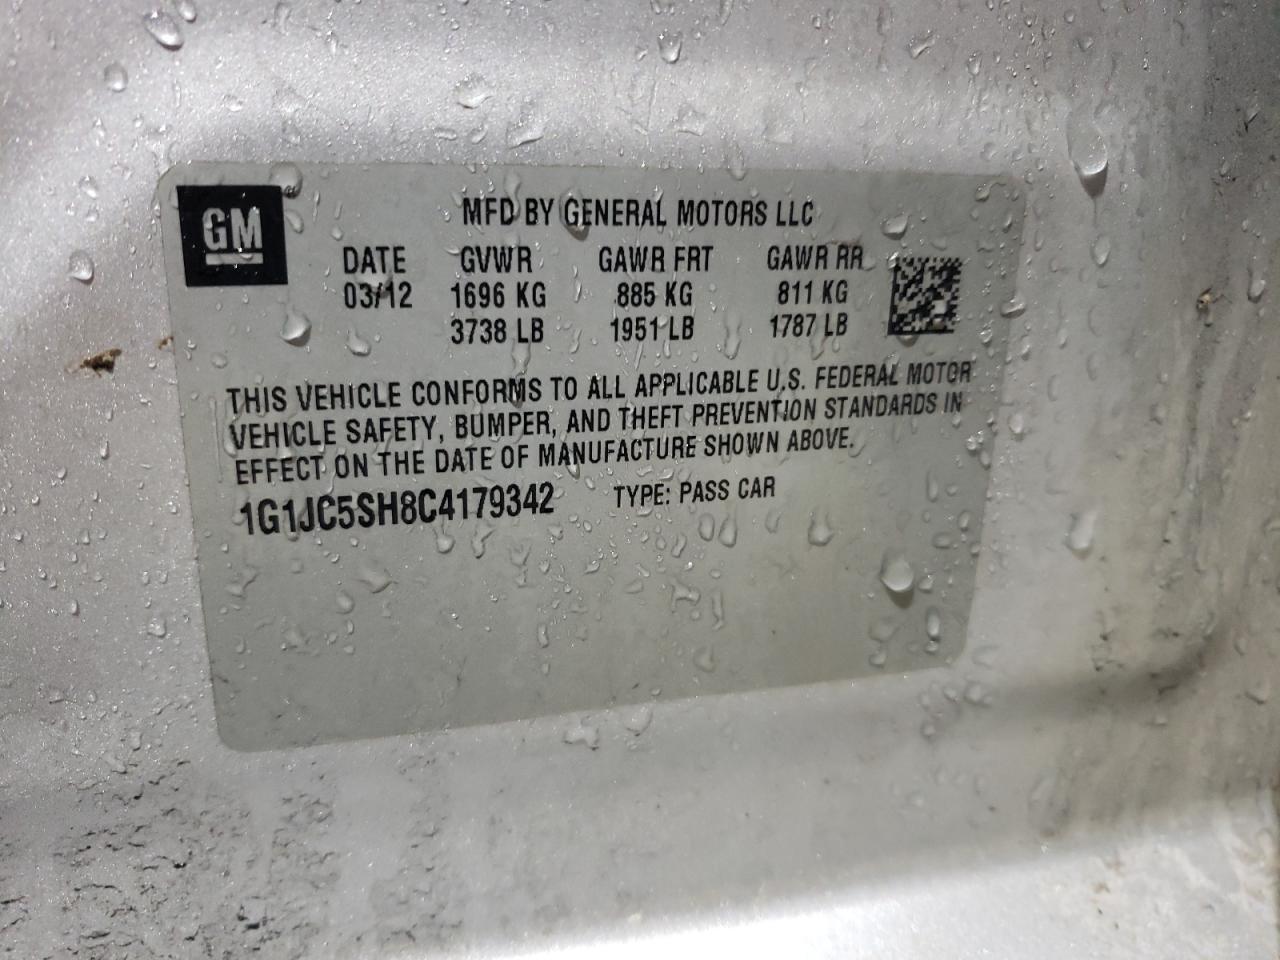 GM
MFD BY GENERAL MOTORS LLC
DATE GVWR GAWR FRT GAWR RR
03/12 1696 KG 885 KG 811 KG
3738 LB 1951 LB 1787 LB
THIS VEHICLE CONFORMS TO ALL APPLICABLE U.S. FEDERAL MOTOR
VEHICLE SAFETY, BUMPER, AND THEFT PREVENTION STANDARDS IN
EFFECT ON THE DATE OF MANUFACTURE SHOWN ABOVE.
1G1JC5SH8C4179342 TYPE: PASS CAR